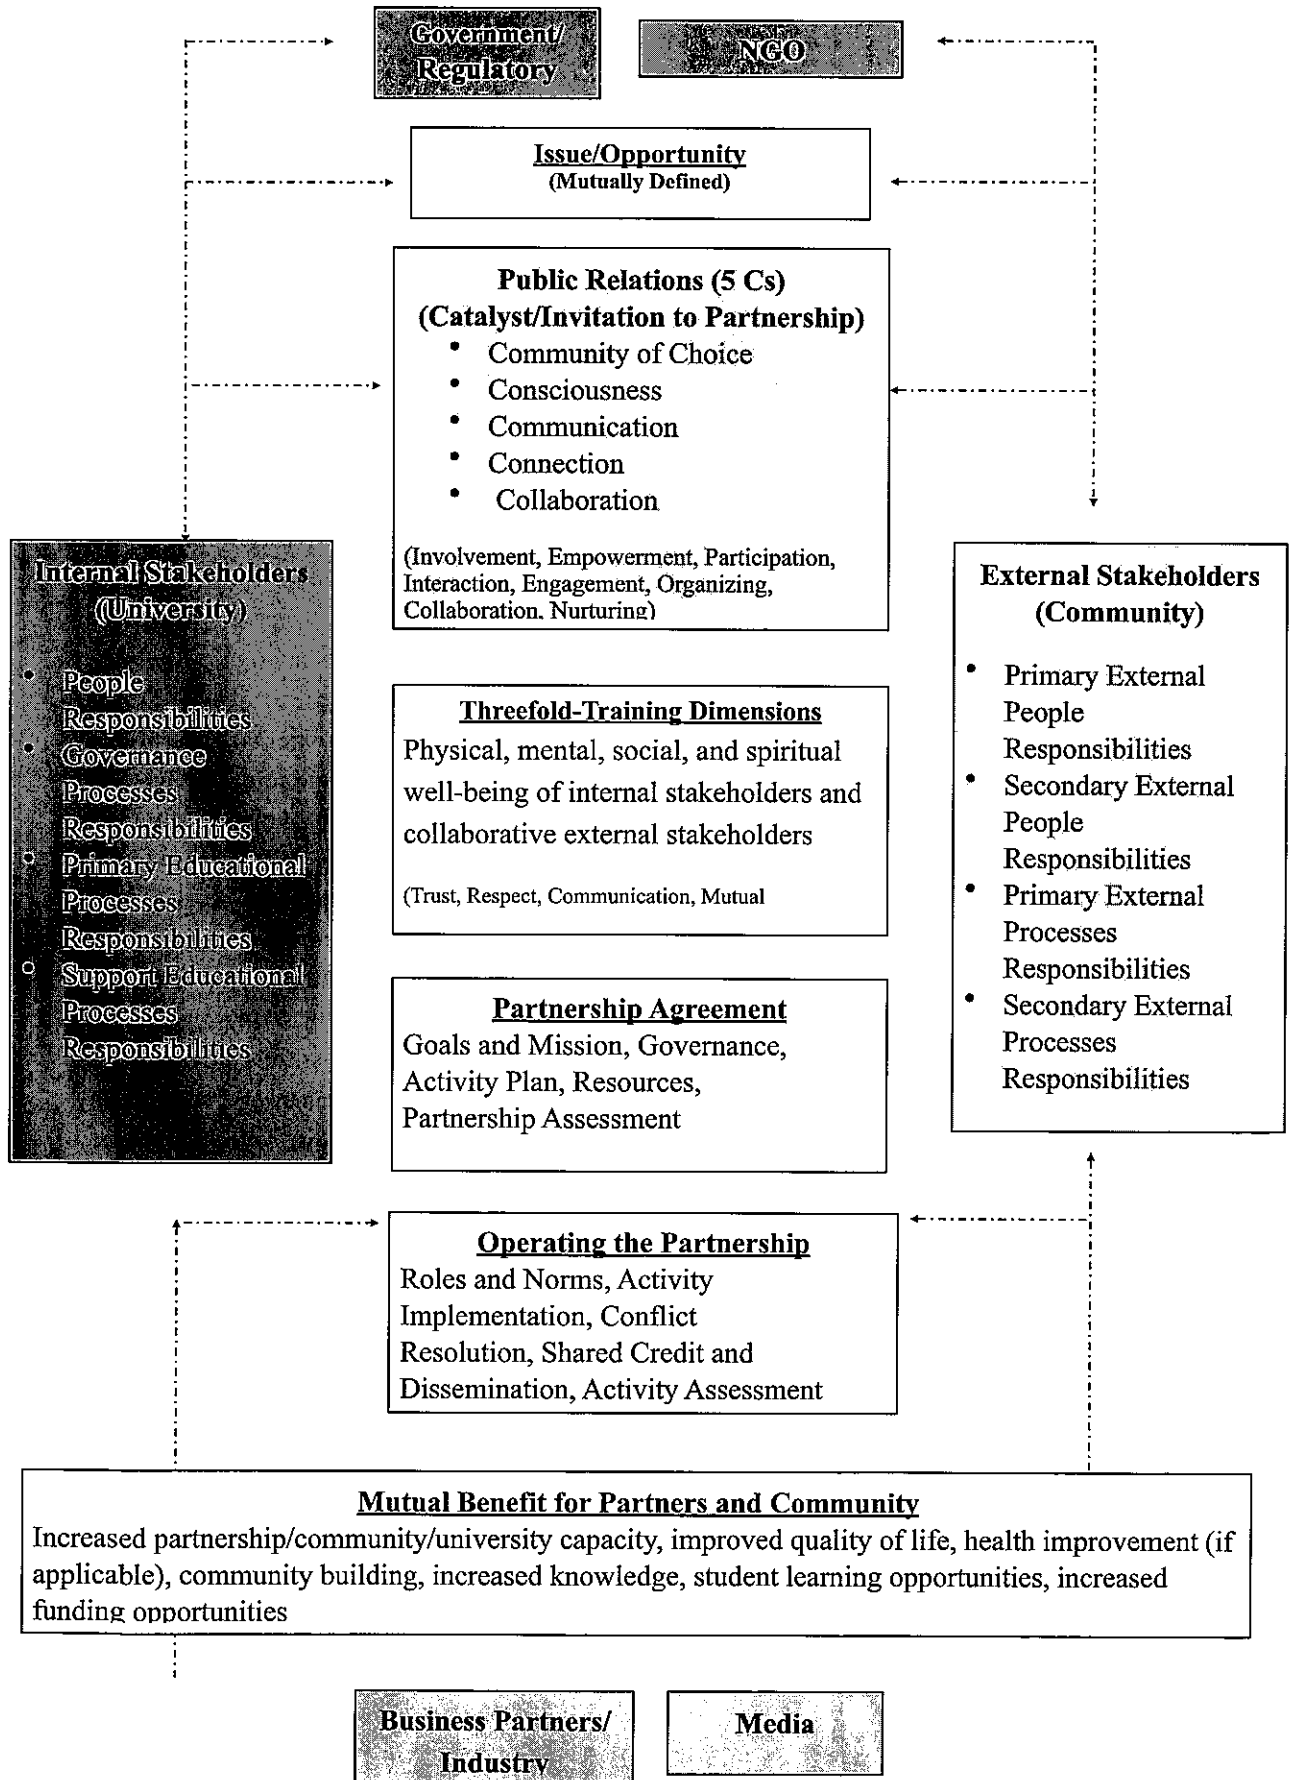 Government/
Regulatory
NGO
Issue/Opportunity
(Mutually Defined)
Public Relations (5 Cs)
(Catalyst/Invitation to Partnership)
• Community of Choice
• Consciousness
• Communication
• Connection
• Collaboration
(Involvement, Empowerment, Participation,
Interaction, Engagement, Organizing,
Collaboration, Nurturing)
Internal Stakeholders
(University)
• People
Responsibilities
• Governance
Processes
Responsibilities
• Primary Educational
Processes
Responsibilities
• Support Educational
Processes
Responsibilities
External Stakeholders
(Community)
• Primary External
People
Responsibilities
• Secondary External
People
Responsibilities
• Primary External
Processes
Responsibilities
• Secondary External
Processes
Responsibilities
Threefold-Training Dimensions
Physical, mental, social, and spiritual
well-being of internal stakeholders and
collaborative external stakeholders
(Trust, Respect, Communication, Mutual
Partnership Agreement
Goals and Mission, Governance,
Activity Plan, Resources,
Partnership Assessment
Operating the Partnership
Roles and Norms, Activity
Implementation, Conflict
Resolution, Shared Credit and
Dissemination, Activity Assessment
Mutual Benefit for Partners and Community
Increased partnership/community/university capacity, improved quality of life, health improvement (if
applicable), community building, increased knowledge, student learning opportunities, increased
funding opportunities
Business Partners/
Industry
Media